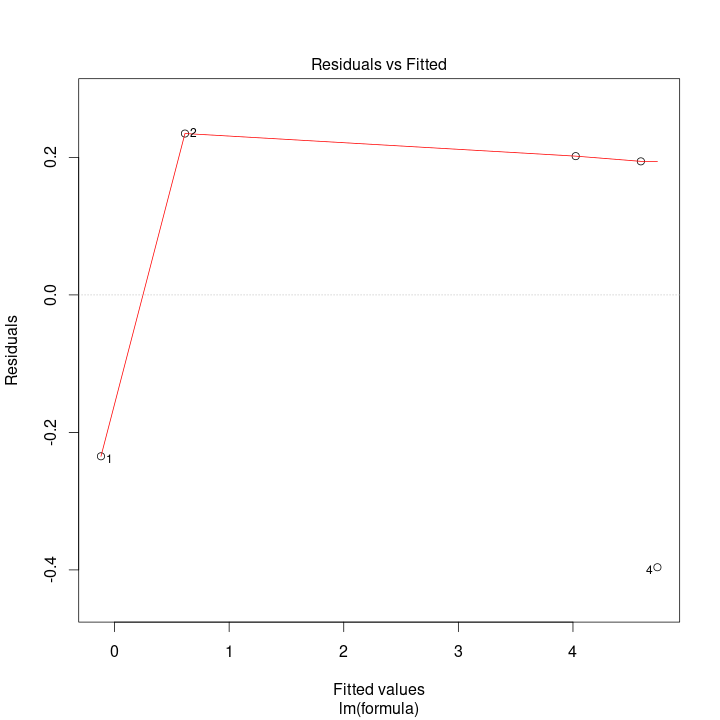 Residuals vs Fitted
Residuals
0.2
0.0
-0.2
-0.4
2
1
4
0 1 2 3 4
Fitted values
lm(formula)